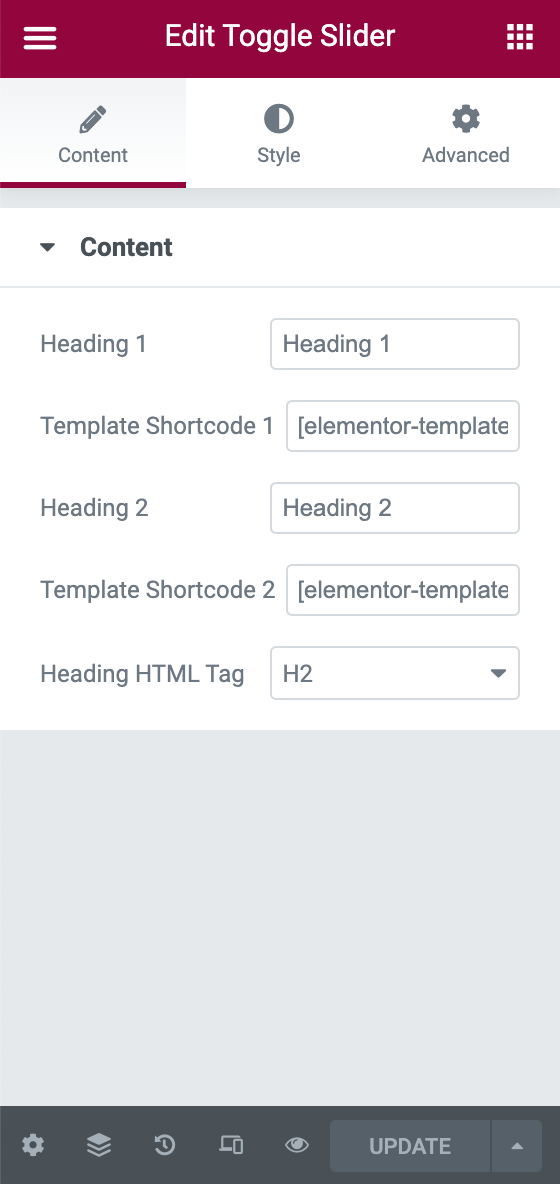 Edit Toggle Slider
Content Style Advanced
Content
Heading 1 Heading 1
Template Shortcode 1 [elementor-template
Heading 2 Heading 2
Template Shortcode 2 [elementor-template
Heading HTML Tag H2
UPDATE